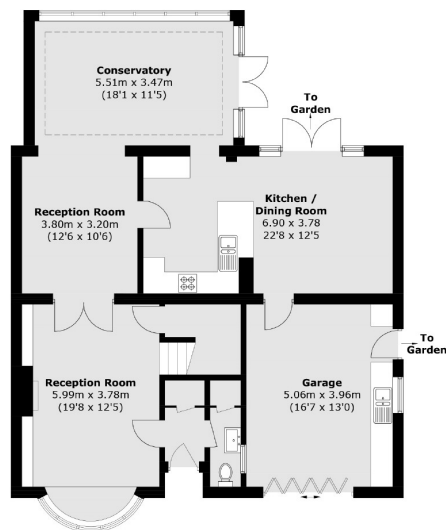 Conservatory
5.51m x 3.47m
(18'1 x 11'5)
To
Garden
Reception Room
3.80m x 3.20m
(12'6 x 10'6)
Kitchen /
Dining Room
6.90 x 3.78
22'8 x 12'5
To
Garden
Reception Room
5.99m x 3.78m
(19'8 x 12'5)
Garage
5.06m x 3.96m
(16'7 x 13'0)